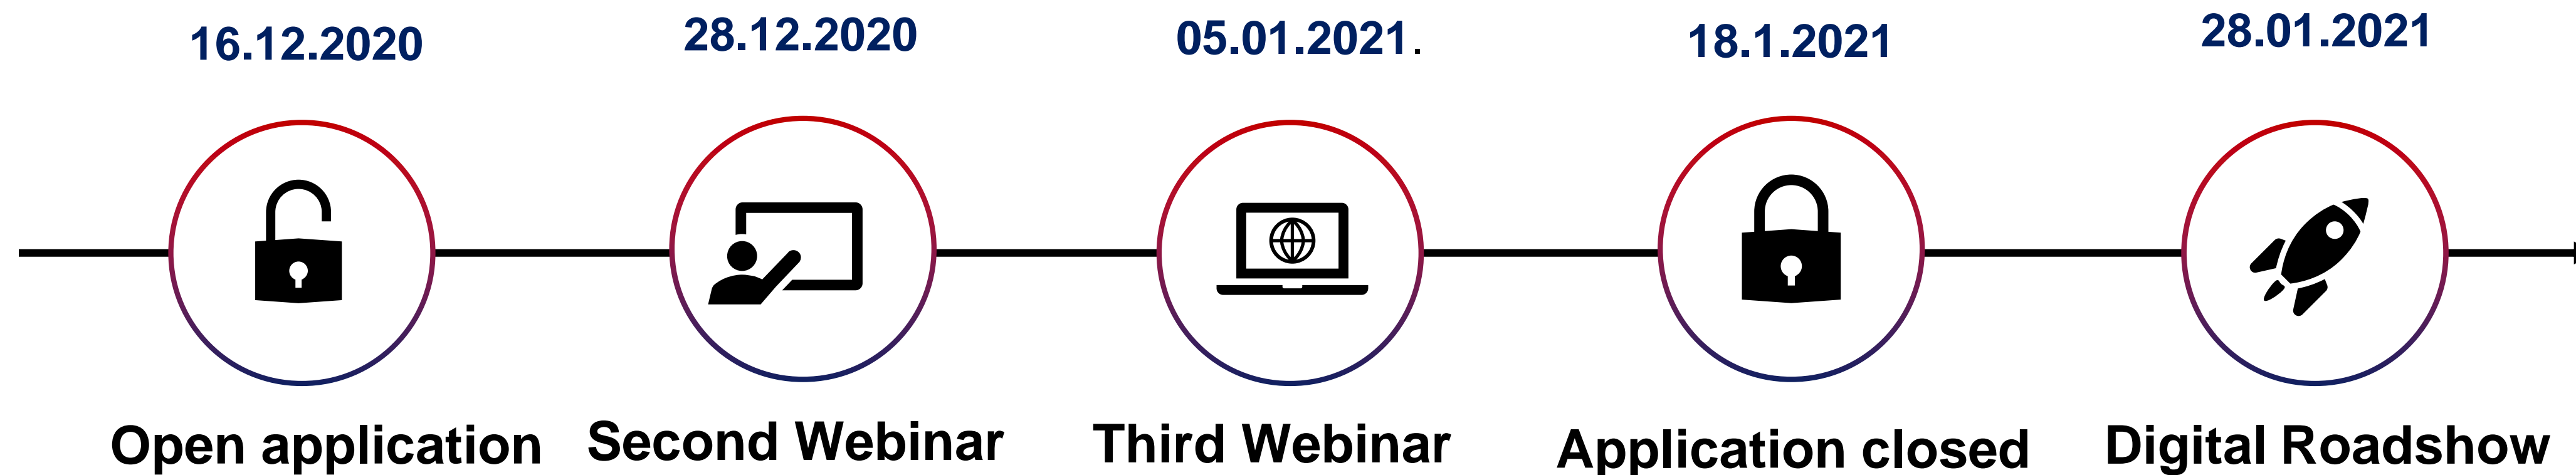 16.12.2020
28.12.2020
05.01.2021.
18.1.2021
28.01.2021
Open application
Second Webinar
Third Webinar
Application closed
Digital Roadshow